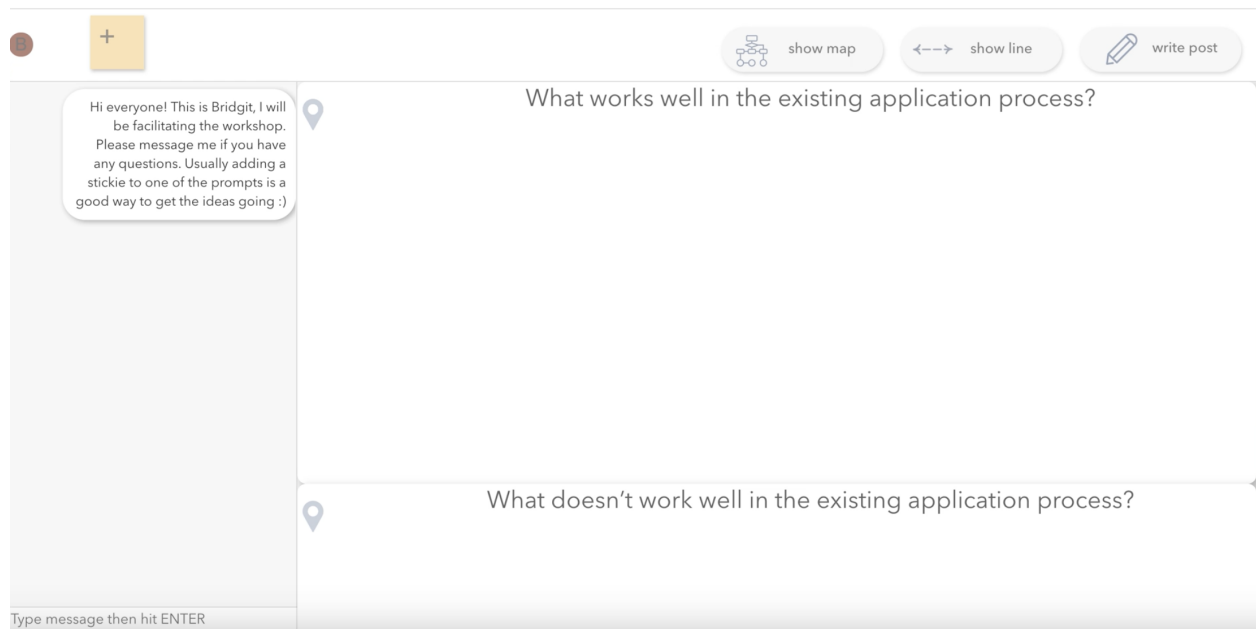 B
+
show map
show line
write post
Hi everyone! This is Bridgit, I will
be facilitating the workshop.
Please message me if you have
any questions. Usually adding a
stickie to one of the prompts is a
good way to get the ideas going :)
What works well in the existing application process?
What doesn’t work well in the existing application process?
Type message then hit ENTER